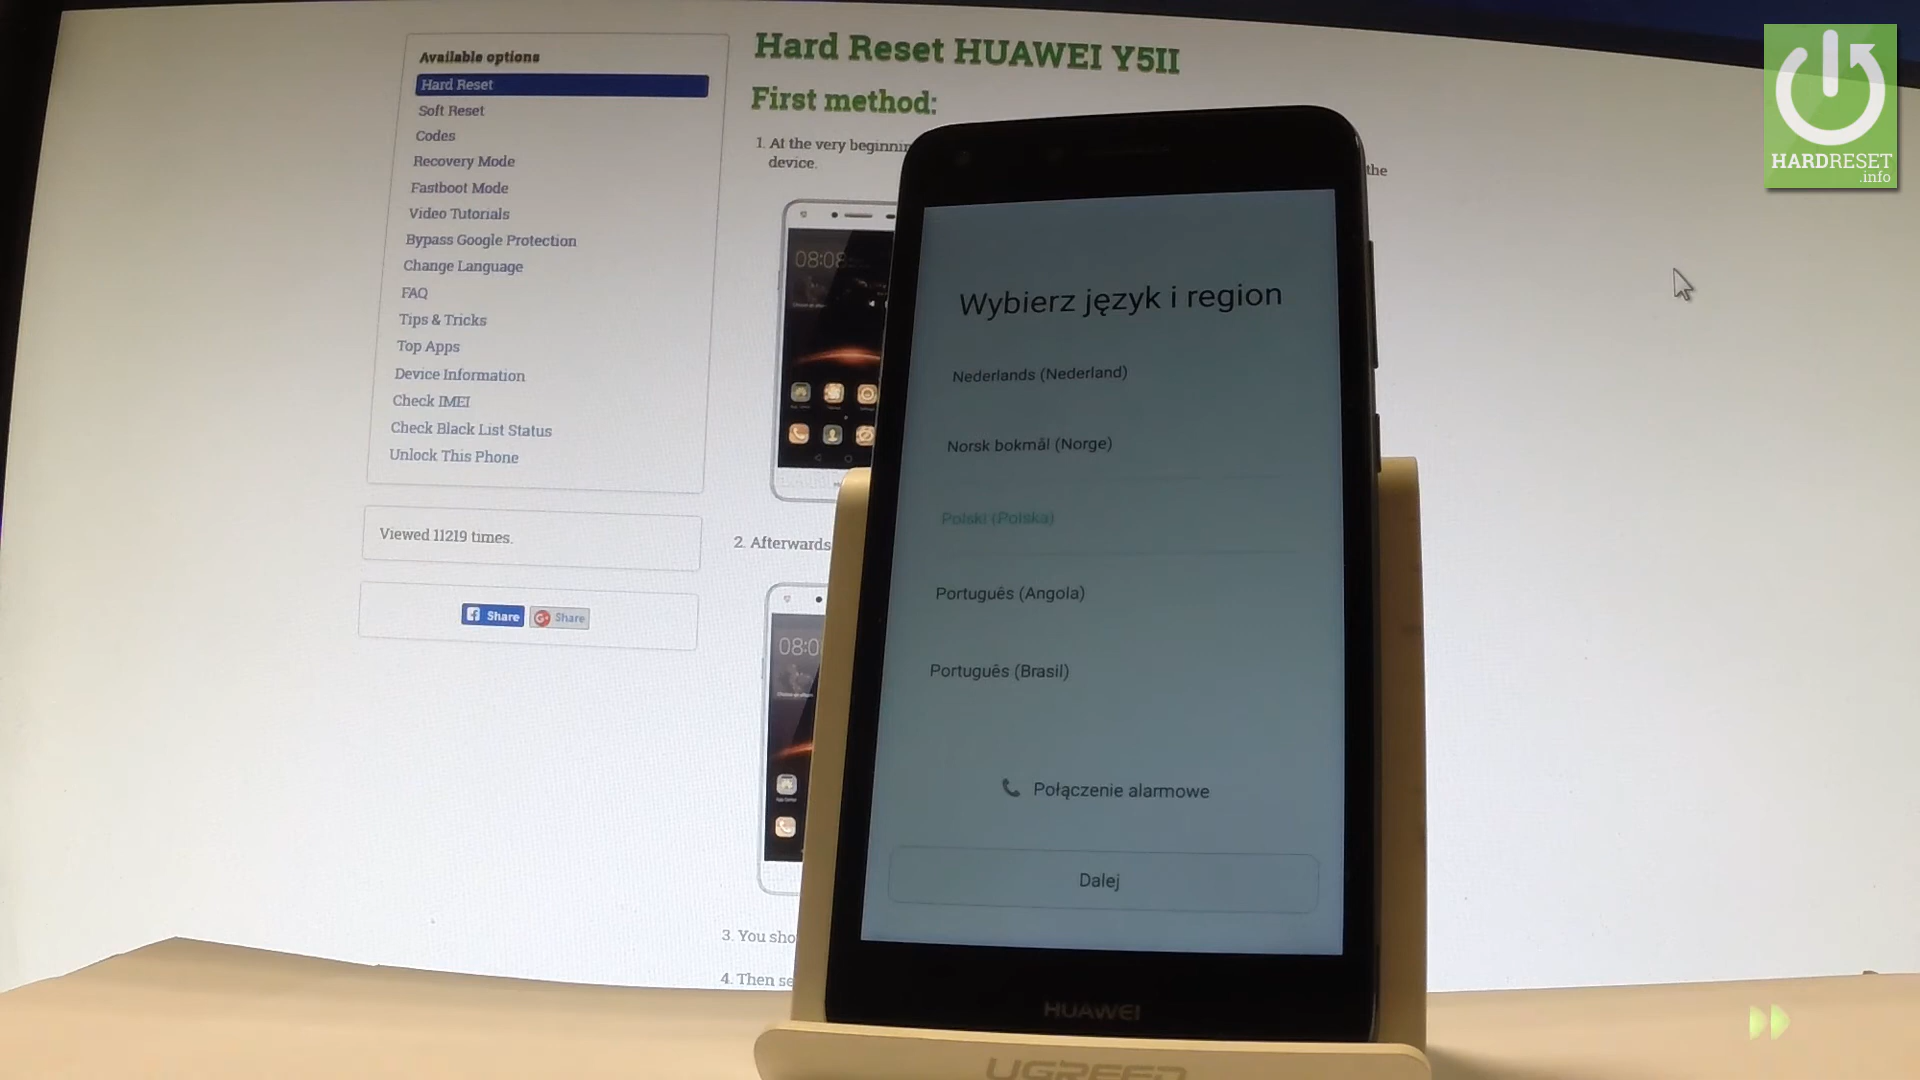 Available options
Hard Reset
Soft Reset
Codes
Recovery Mode
Fastboot Mode
Video Tutorials
Bypass Google Protection
Change Language
FAQ
Tips & Tricks
Top Apps
Device Information
Check IMEI
Check Black List Status
Unlock This Phone
Viewed 11219 times.
Share
Share
Hard Reset HUAWEI Y5II
First method:
1. At the very beginnin
the
device.
08:08
2. Afterwards
08:08
3. You sho
4. Then se
Wybierz język i region
Nederlands (Nederland)
Norsk bokmål (Norge)
Polski (Polska)
Português (Angola)
Português (Brasil)
Połączenie alarmowe
Dalej
HUAWEI
UGREEN
HARDRESET
.info